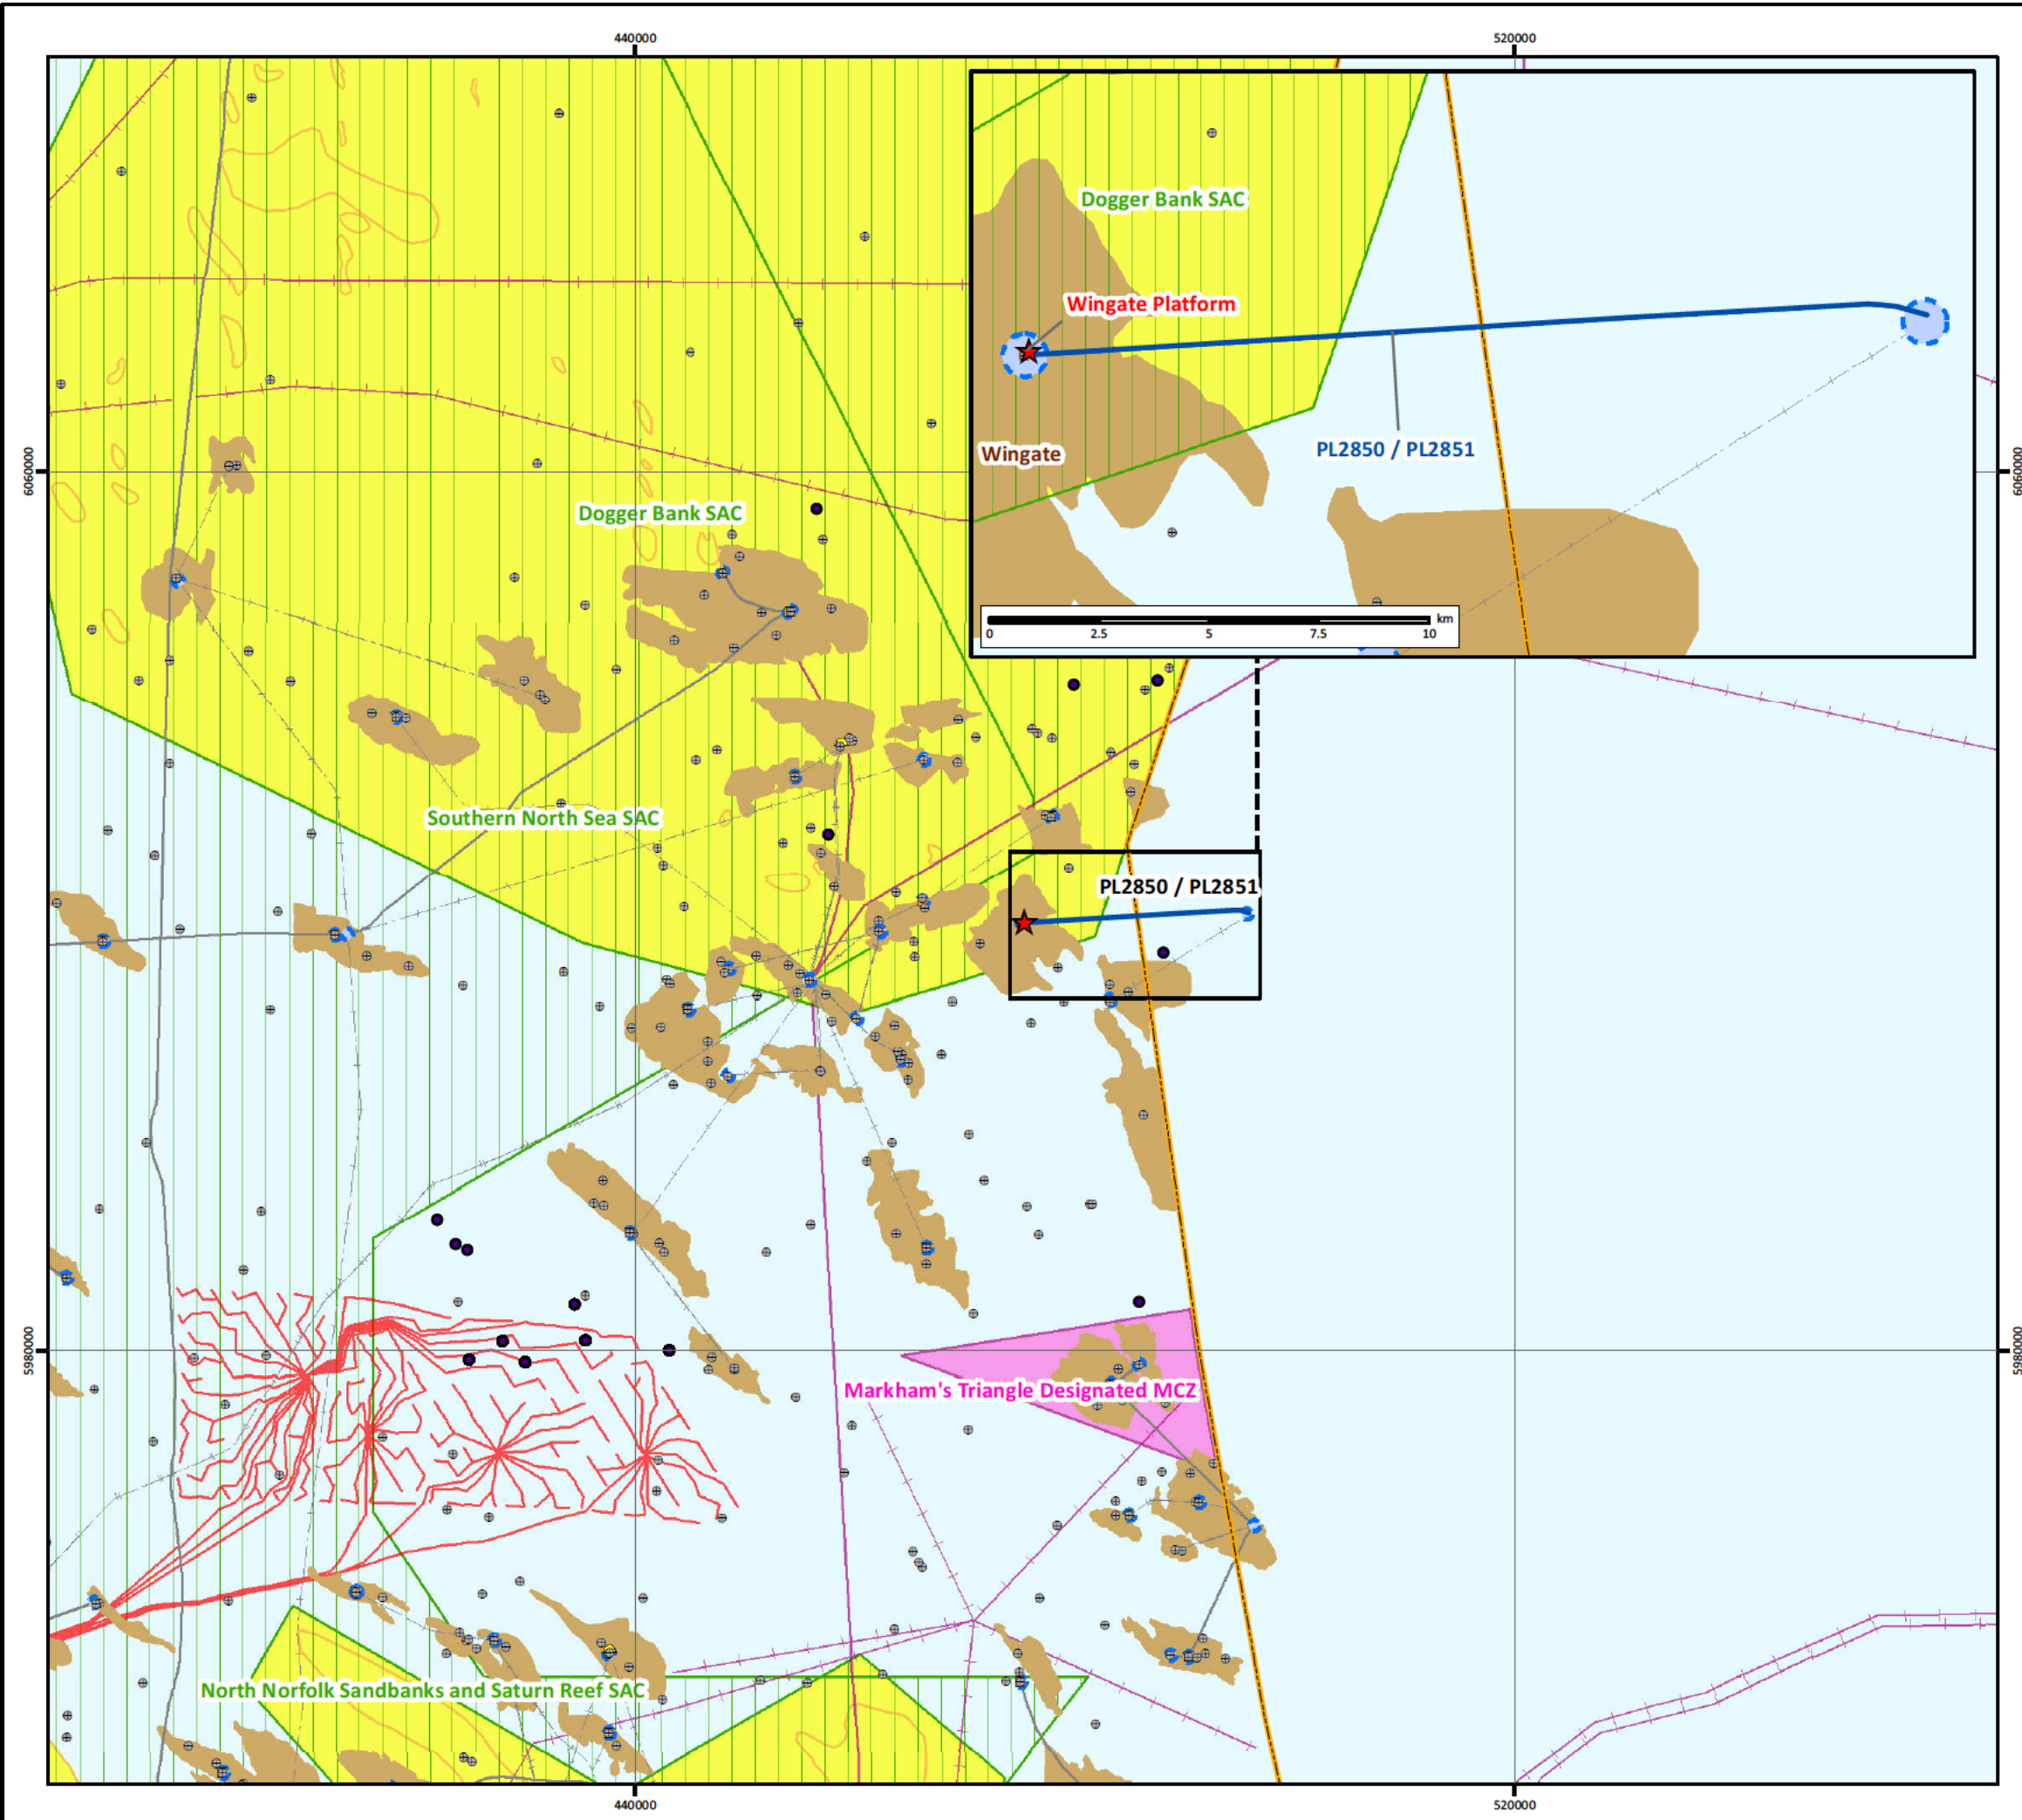 440000
520000
Dogger Bank SAC
Wingate Platform
6060000
6060000
Wingate
PL2850 / PL2851
Dogger Bank SAC
km
0 2.5 5 7.5 10
Southern North Sea SAC
PL2850 / PL2851
5980000
5980000
Markham's Triangle Designated MCZ
North Norfolk Sandbanks and Saturn Reef SAC
440000
520000